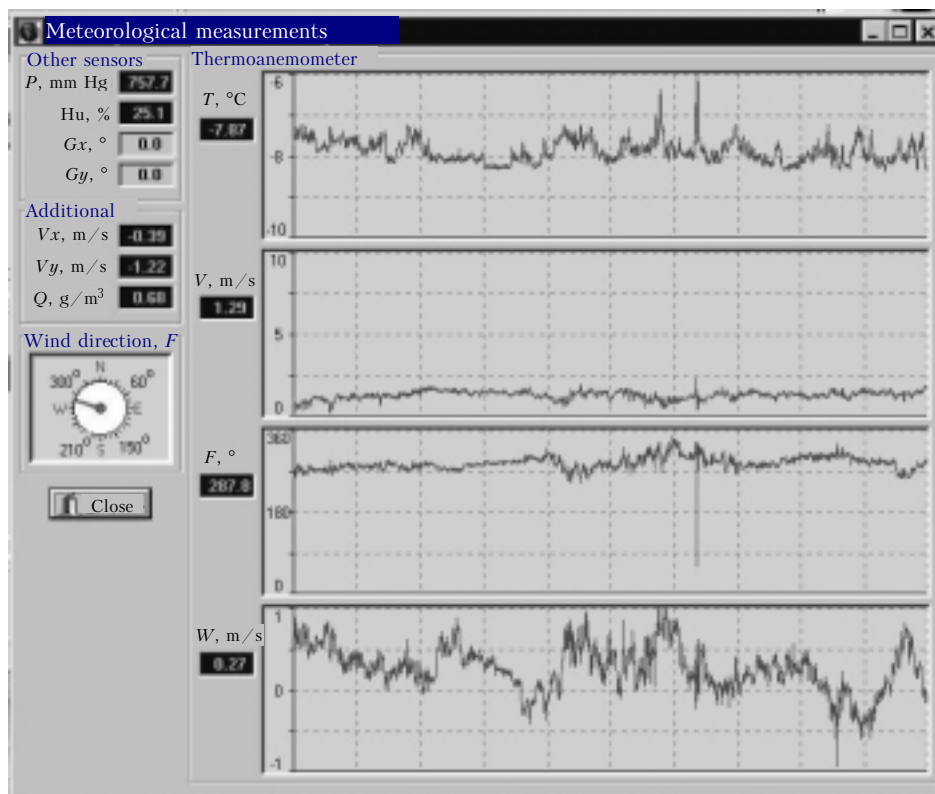 Meteorological measurements
Other sensors
P, mm Hg 757.7
Hu, % 25.1
Gx, ° 0.0
Gy, ° 0.0
Additional
Vx, m/s -0.39
Vy, m/s -1.22
Q, g/m³ 0.68
Wind direction, F
N
300° 60°
W E
210° S 150°
Close
Thermoanemometer
T, °C
-7.87
-6
-8
-10
V, m/s
1.29
10
5
0
F, °
287.8
360
180
0
W, m/s
0.27
1
0
-1